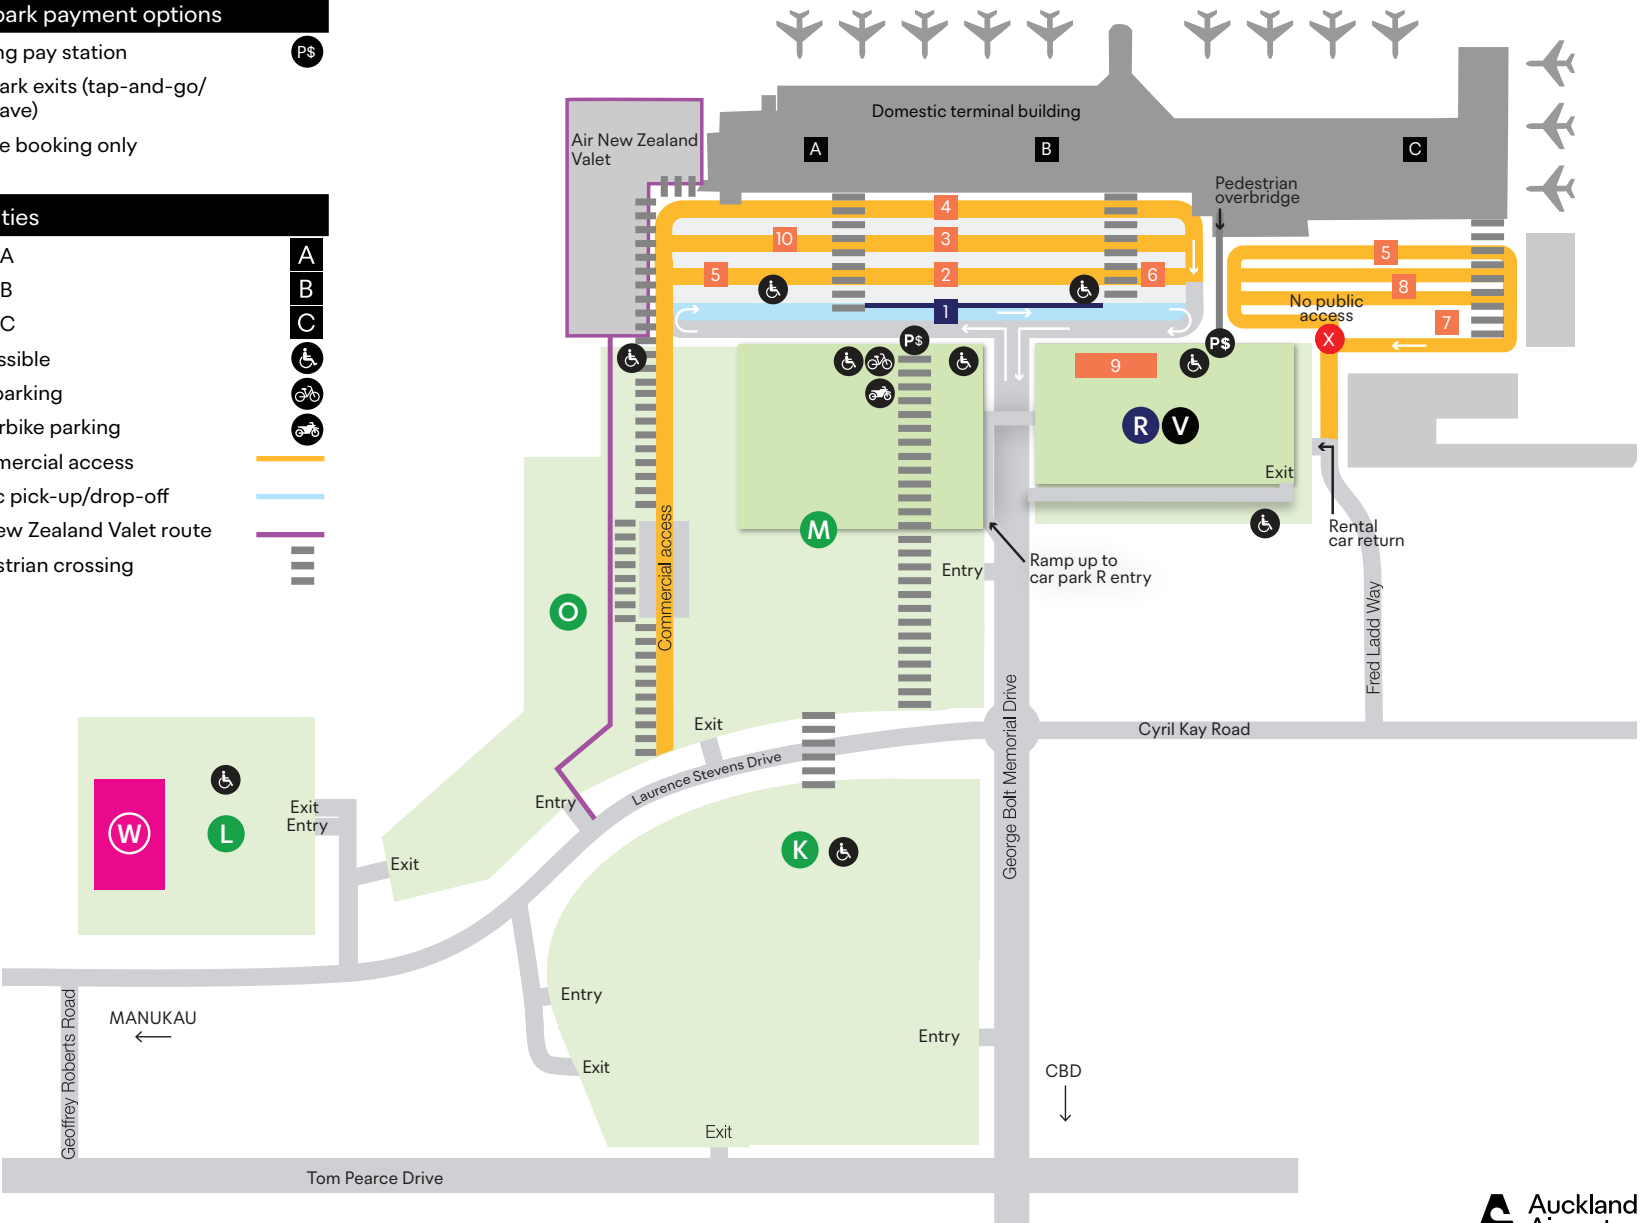 park payment options
ng pay station
P$
ark exits (tap-and-go/
ave)
e booking only
ties
A
A
B
B
C
C
ssible
parking
rbike parking
mercial access
c pick-up/drop-off
ew Zealand Valet route
strian crossing
Air New Zealand
Valet
Domestic terminal building
A
B
C
Pedestrian
overbridge
4
10
3
5
2
6
1
5
8
7
No public
access
X
P$
P$
9
R
V
Exit
M
Rental
car return
Ramp up to
car park R entry
Entry
Commercial access
O
Fred Ladd Way
George Bolt Memorial Drive
Cyril Kay Road
Exit
Laurence Stevens Drive
Entry
W
L
Exit
Entry
Exit
K
Entry
Exit
Entry
MANUKAU
Geoffrey Roberts Road
CBD
Exit
Tom Pearce Drive
Auckland